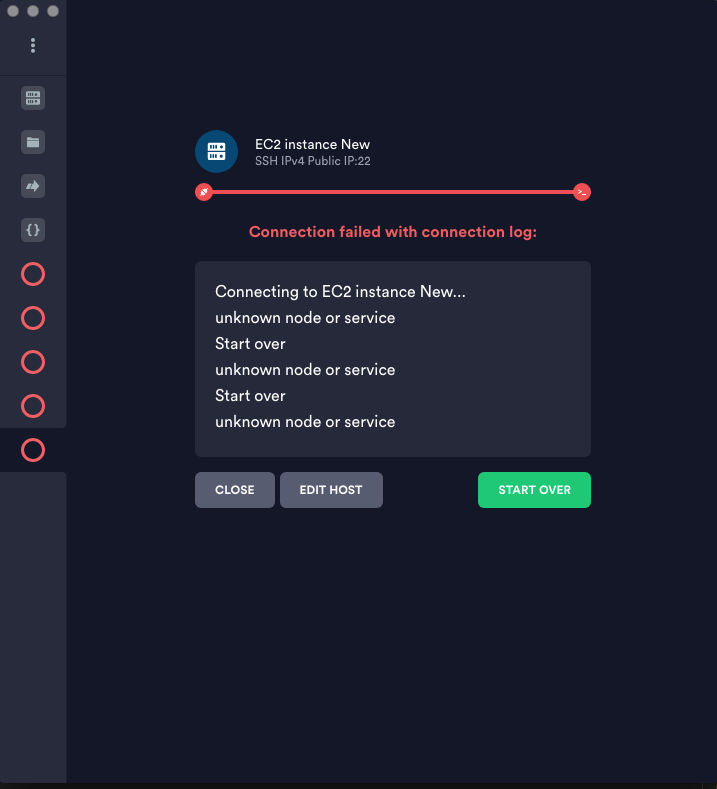 EC2 instance New
SSH IPv4 Public IP:22
Connection failed with connection log:
Connecting to EC2 instance New...
unknown node or service
Start over
unknown node or service
Start over
unknown node or service
CLOSE
EDIT HOST
START OVER